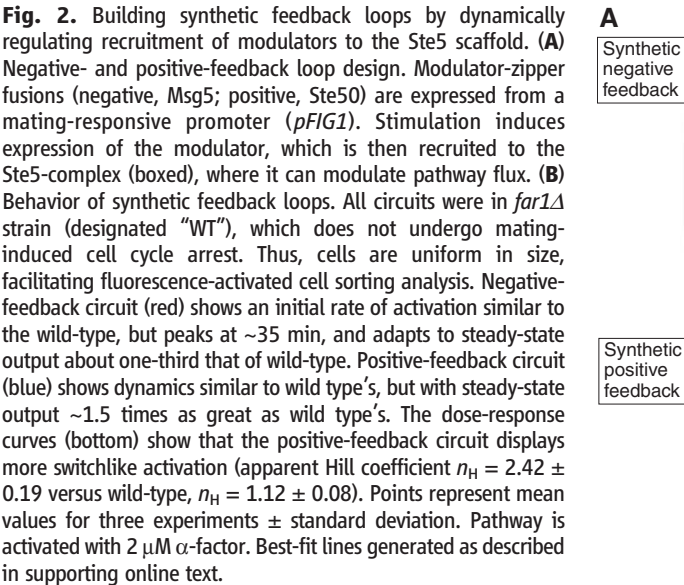 Fig. 2. Building synthetic feedback loops by dynamically
regulating recruitment of modulators to the Ste5 scaffold. (A)
Negative- and positive-feedback loop design. Modulator-zipper
fusions (negative, Msg5; positive, Ste50) are expressed from a
mating-responsive promoter (pFIG1). Stimulation induces
expression of the modulator, which is then recruited to the
Ste5-complex (boxed), where it can modulate pathway flux. (B)
Behavior of synthetic feedback loops. All circuits were in far1Δ
strain (designated "WT"), which does not undergo mating-
induced cell cycle arrest. Thus, cells are uniform in size,
facilitating fluorescence-activated cell sorting analysis. Negative-
feedback circuit (red) shows an initial rate of activation similar to
the wild-type, but peaks at ~35 min, and adapts to steady-state
output about one-third that of wild-type. Positive-feedback circuit
(blue) shows dynamics similar to wild type's, but with steady-state
output ~1.5 times as great as wild type's. The dose-response
curves (bottom) show that the positive-feedback circuit displays
more switchlike activation (apparent Hill coefficient nH = 2.42 ±
0.19 versus wild-type, nH = 1.12 ± 0.08). Points represent mean
values for three experiments ± standard deviation. Pathway is
activated with 2 μM α-factor. Best-fit lines generated as described
in supporting online text.
A
Synthetic
negative
feedback
Synthetic
positive
feedback